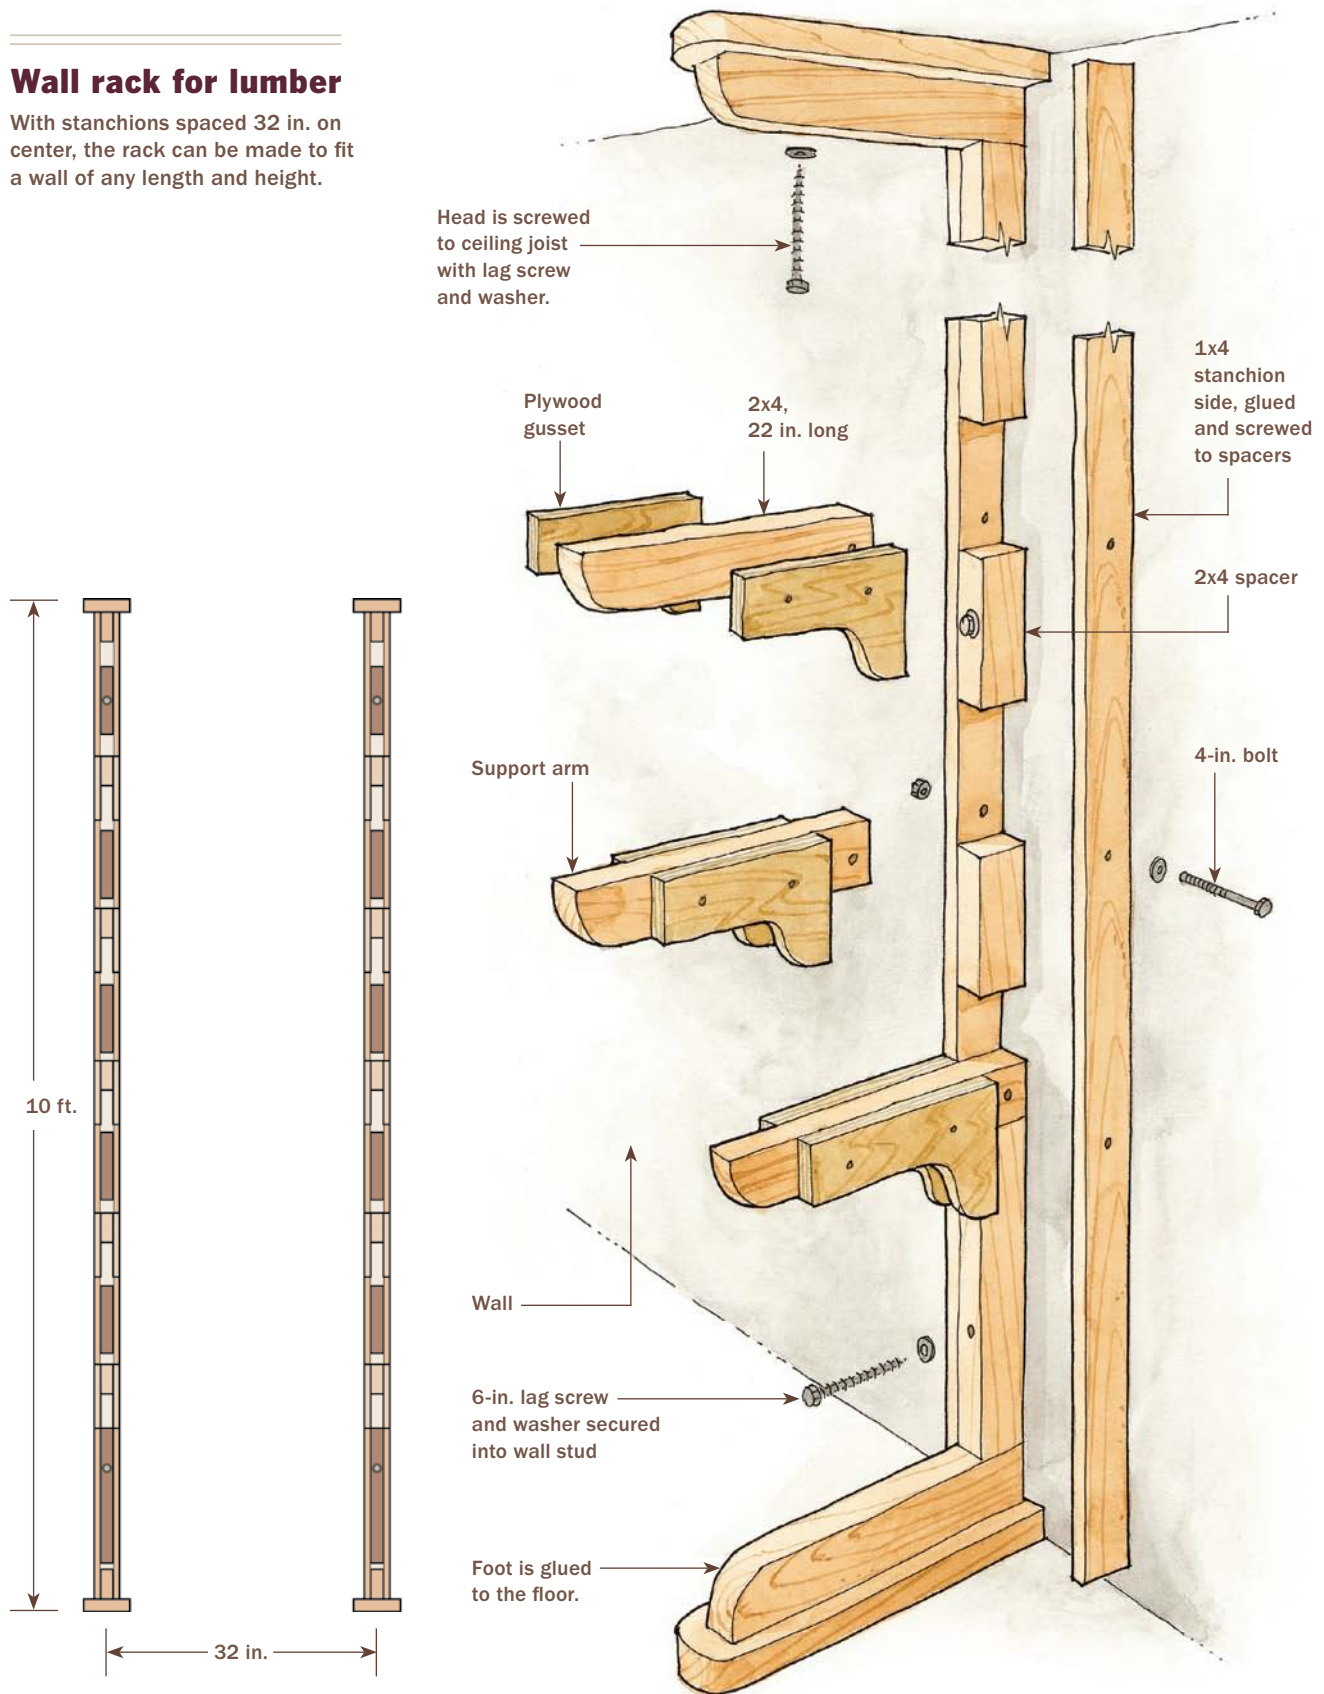 Wall rack for lumber
With stanchions spaced 32 in. on
center, the rack can be made to fit
a wall of any length and height.
Head is screwed
to ceiling joist
with lag screw
and washer.
1x4
stanchion
side, glued
and screwed
to spacers
Plywood
gusset
2x4,
22 in. long
2x4 spacer
Support arm
4-in. bolt
10 ft.
Wall
6-in. lag screw
and washer secured
into wall stud
Foot is glued
to the floor.
32 in.